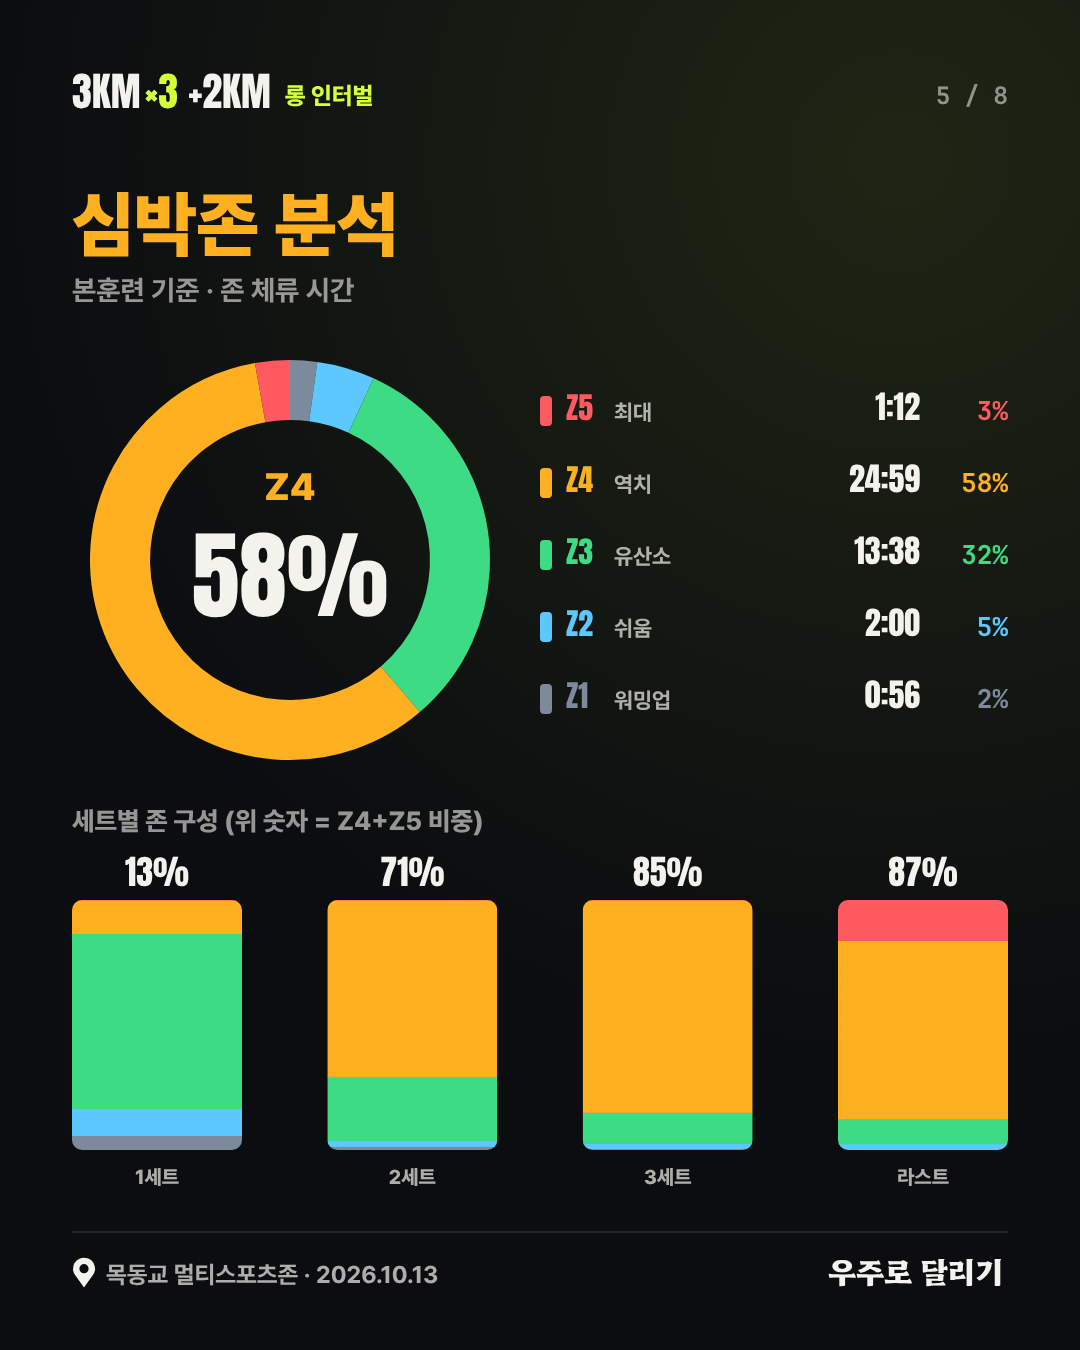 3KM×3 +2KM 롱 인터벌
5 / 8
심박존 분석
본훈련 기준 · 존 체류 시간
Z4
58%
Z5 최대 1:12 3%
Z4 역치 24:59 58%
Z3 유산소 13:38 32%
Z2 쉬움 2:00 5%
Z1 워밍업 0:56 2%
세트별 존 구성 (위 숫자 = Z4+Z5 비중)
13% 71% 85% 87%
1세트 2세트 3세트 라스트
목동교 멀티스포츠존 · 2026.10.13
우주로 달리기